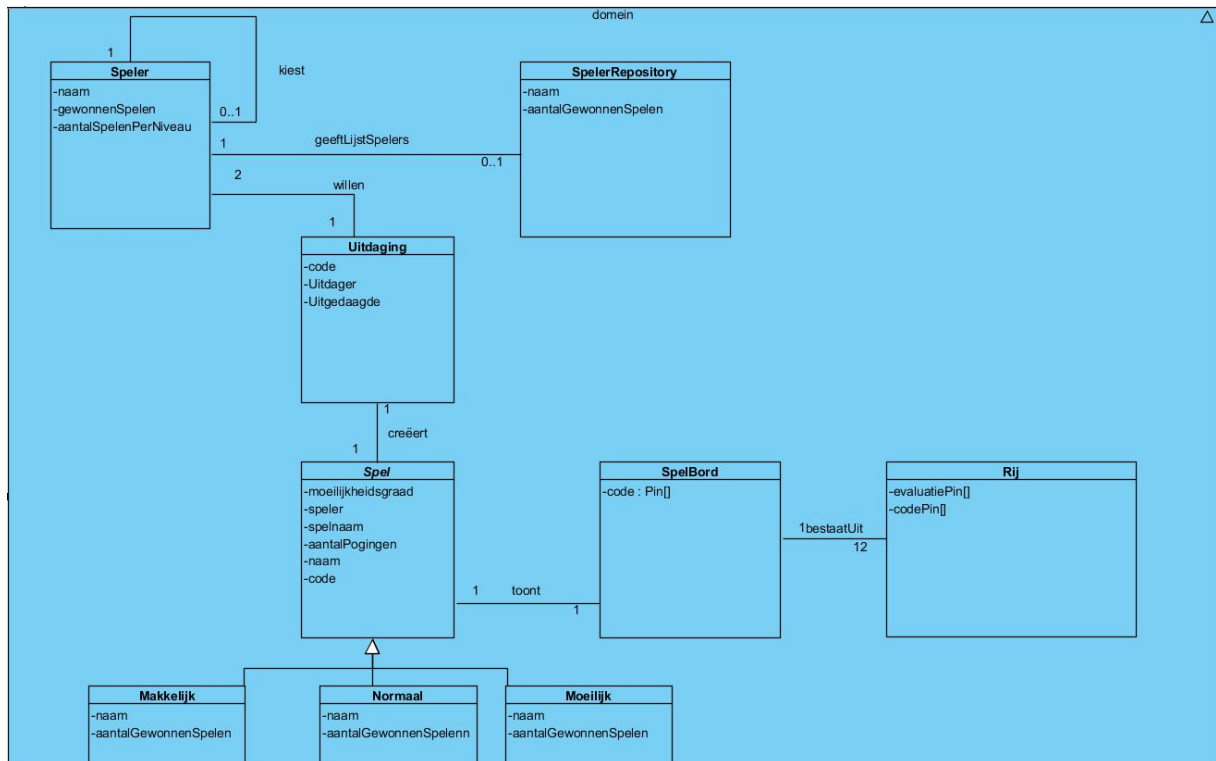 domein
1
Speler
-naam
-gewonnenSpelen
-aantalSpelenPerNiveau
kiest
0..1
SpelerRepository
-naam
-aantalGewonnenSpelen
1
geeftLijstSpelers
0..1
2
willen
1
Uitdaging
-code
-Uitdager
-Uitgedaagde
1
creëert
1
Spel
-moeilijkheidsgraad
-speler
-spelnaam
-aantalPogingen
-naam
-code
1
toont
1
SpelBord
-code : Pin[]
1
bestaatUit
12
Rij
-evaluatiePin[]
-codePin[]
Makkelijk
-naam
-aantalGewonnenSpelen
Normaal
-naam
-aantalGewonnenSpelenn
Moeilijk
-naam
-aantalGewonnenSpelen